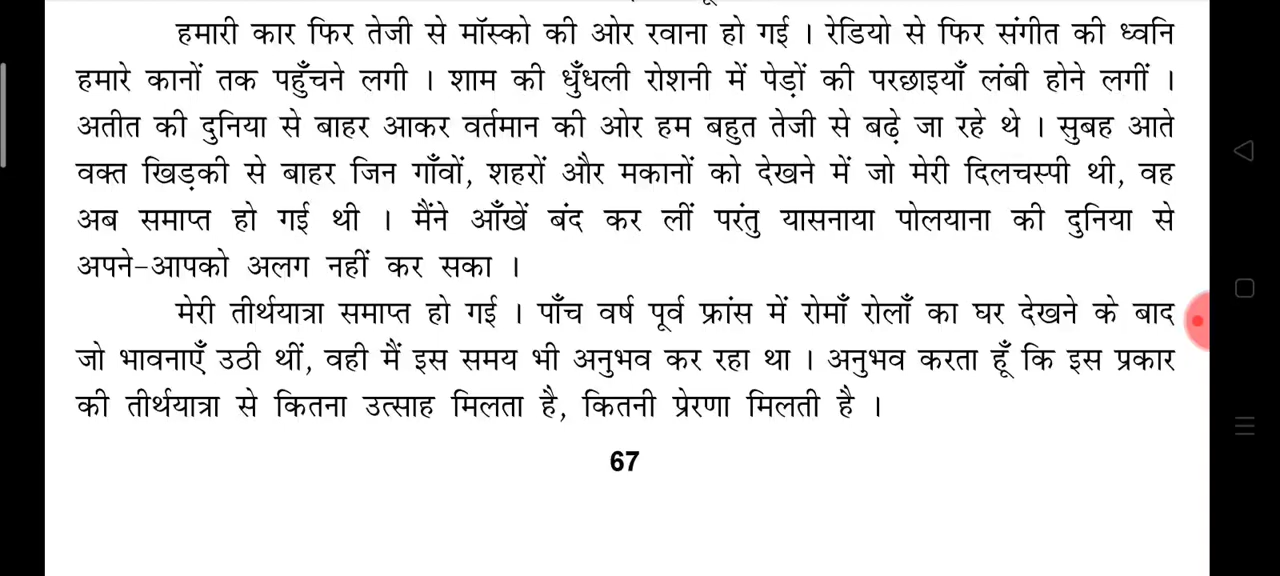 हमारी कार फिर तेजी से मॉस्को की ओर रवाना हो गई । रेडियो से फिर संगीत की ध्वनि
हमारे कानों तक पहुँचने लगी । शाम की धुँधली रोशनी में पेड़ों की परछाइयाँ लंबी होने लगीं ।
अतीत की दुनिया से बाहर आकर वर्तमान की ओर हम बहुत तेजी से बढ़े जा रहे थे । सुबह आते
वक्त खिड़की से बाहर जिन गाँवों, शहरों और मकानों को देखने में जो मेरी दिलचस्पी थी, वह
अब समाप्त हो गई थी । मैंने आँखें बंद कर लीं परंतु यासनाया पोलयाना की दुनिया से
अपने-आपको अलग नहीं कर सका ।
मेरी तीर्थयात्रा समाप्त हो गई । पाँच वर्ष पूर्व फ्रांस में रोमाँ रोलाँ का घर देखने के बाद
जो भावनाएँ उठी थीं, वही मैं इस समय भी अनुभव कर रहा था । अनुभव करता हूँ कि इस प्रकार
की तीर्थयात्रा से कितना उत्साह मिलता है, कितनी प्रेरणा मिलती है ।
67